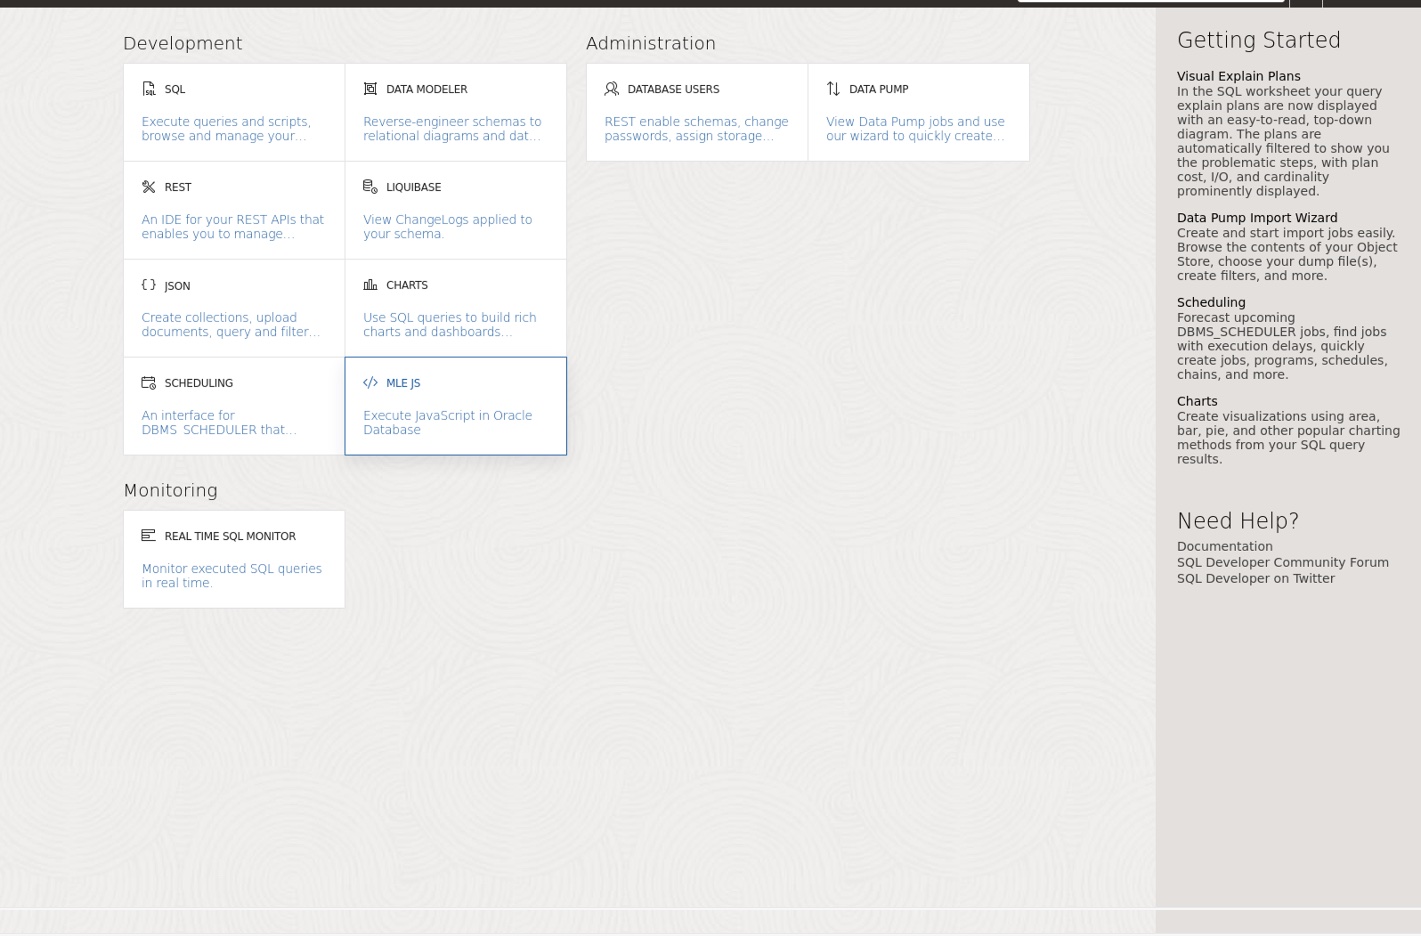 Development
SQL
Execute queries and scripts,
browse and manage your...
DATA MODELER
Reverse-engineer schemas to
relational diagrams and dat...
REST
An IDE for your REST APIs that
enables you to manage...
LIQUIBASE
View ChangeLogs applied to
your schema.
JSON
Create collections, upload
documents, query and filter...
CHARTS
Use SQL queries to build rich
charts and dashboards...
SCHEDULING
An interface for
DBMS_SCHEDULER that...
MLE JS
Execute JavaScript in Oracle
Database
Monitoring
REAL TIME SQL MONITOR
Monitor executed SQL queries
in real time.
Administration
DATABASE USERS
REST enable schemas, change
passwords, assign storage...
DATA PUMP
View Data Pump jobs and use
our wizard to quickly create...
Getting Started
Visual Explain Plans
In the SQL worksheet your query
explain plans are now displayed
with an easy-to-read, top-down
diagram. The plans are
automatically filtered to show you
the problematic steps, with plan
cost, I/O, and cardinality
prominently displayed.
Data Pump Import Wizard
Create and start import jobs easily.
Browse the contents of your Object
Store, choose your dump file(s),
create filters, and more.
Scheduling
Forecast upcoming
DBMS_SCHEDULER jobs, find jobs
with execution delays, quickly
create jobs, programs, schedules,
chains, and more.
Charts
Create visualizations using area,
bar, pie, and other popular charting
methods from your SQL query
results.
Need Help?
Documentation
SQL Developer Community Forum
SQL Developer on Twitter